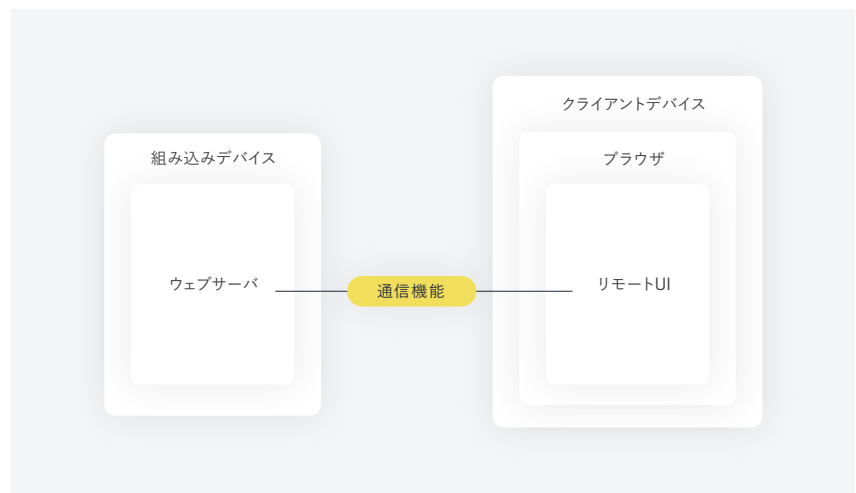 組み込みデバイス
ウェブサーバ
通信機能
クライアントデバイス
ブラウザ
リモートUI